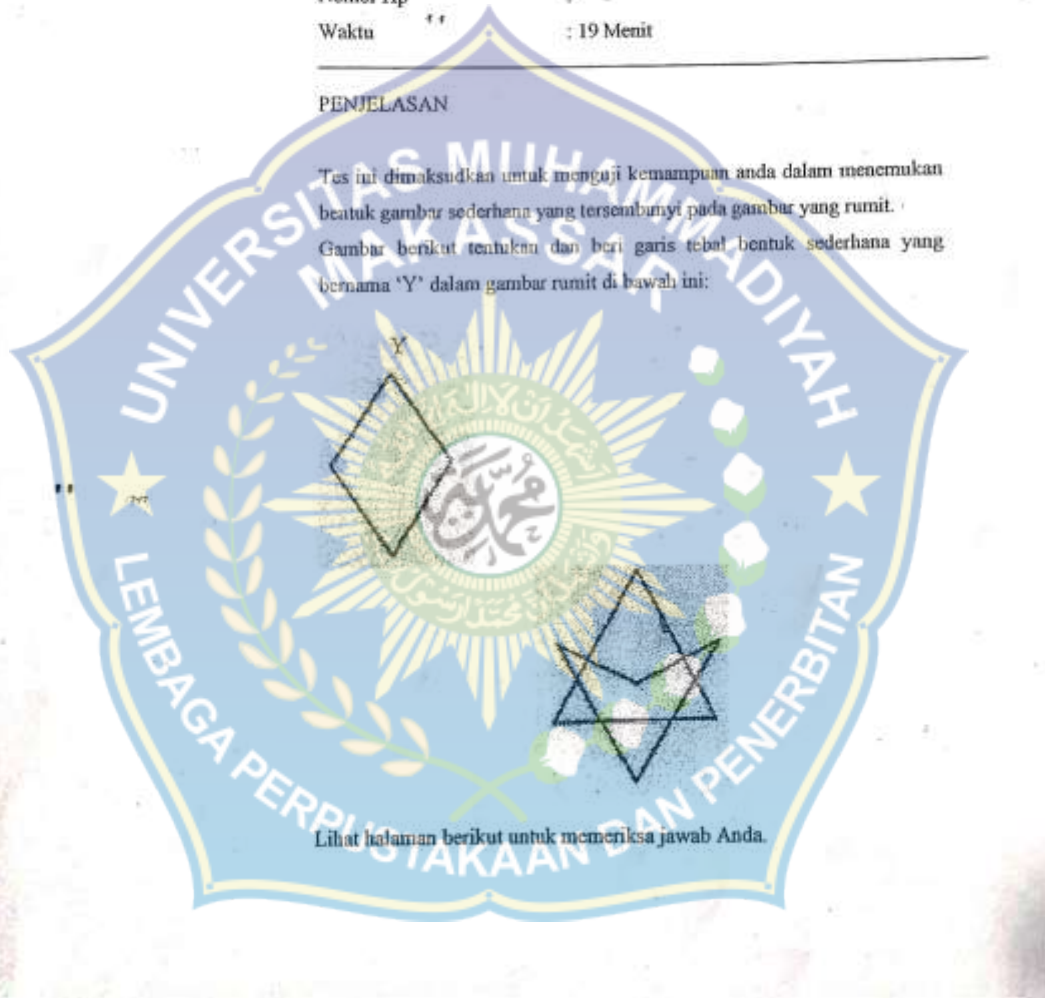 Waktu : 19 Menit
PENJELASAN
Tes ini dimaksudkan untuk menguji kemampuan anda dalam menemukan
bentuk gambar sederhana yang tersembunyi pada gambar yang rumit.
Gambar berikut tentukan dan beri garis tebal bentuk sederhana yang
bernama ‘Y’ dalam gambar rumit di bawah ini:
Y
Lihat halaman berikut untuk memeriksa jawab Anda.
UNIVERSITAS MUHAMMADIYAH
MAKASSAR
محمدية
LEMBAGA PERPUSTAKAAN DAN PENERBITAN